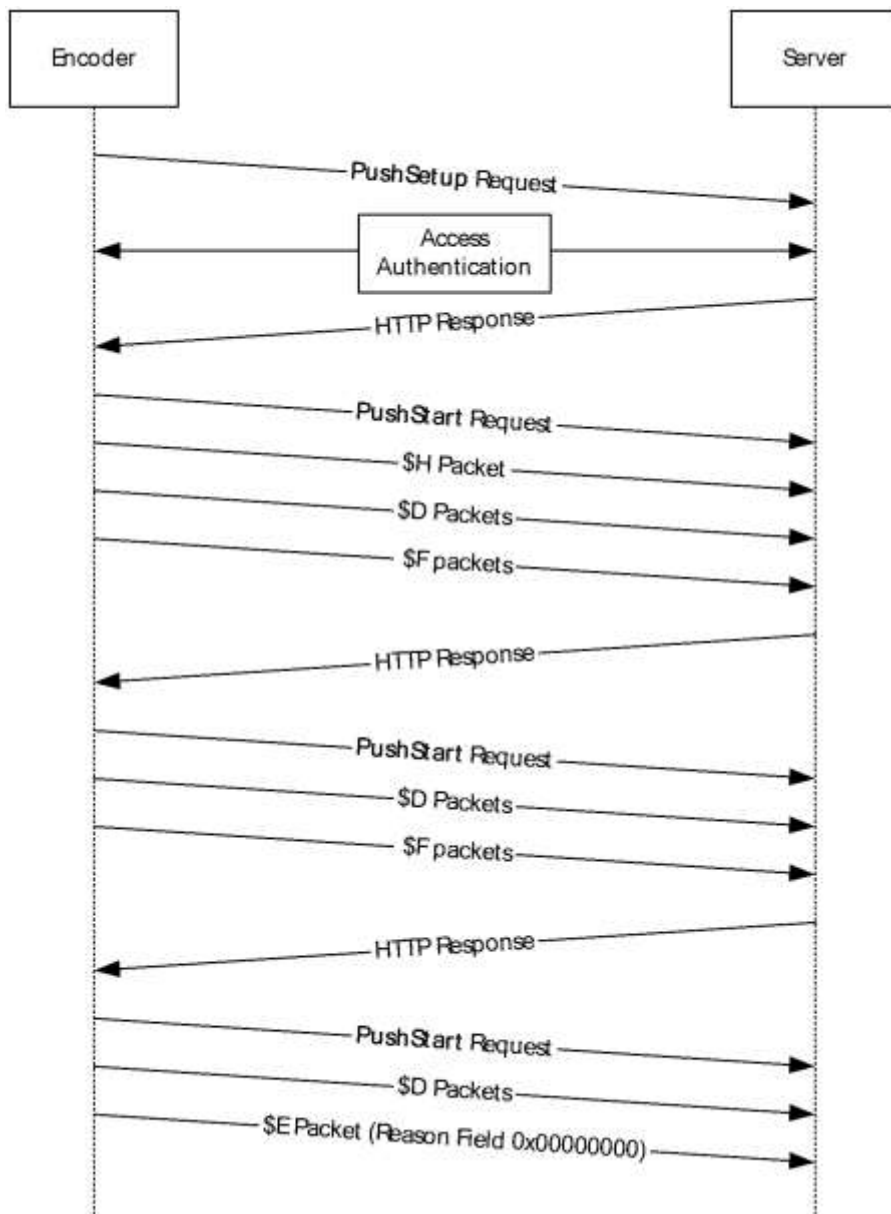 Encoder
Server
PushSetup Request
Access
Authentication
HTTP Response
PushStart Request
$H Packet
$D Packets
$F packets
HTTP Response
PushStart Request
$D Packets
$F packets
HTTP Response
PushStart Request
$D Packets
$E Packet (Reason Field 0x00000000)